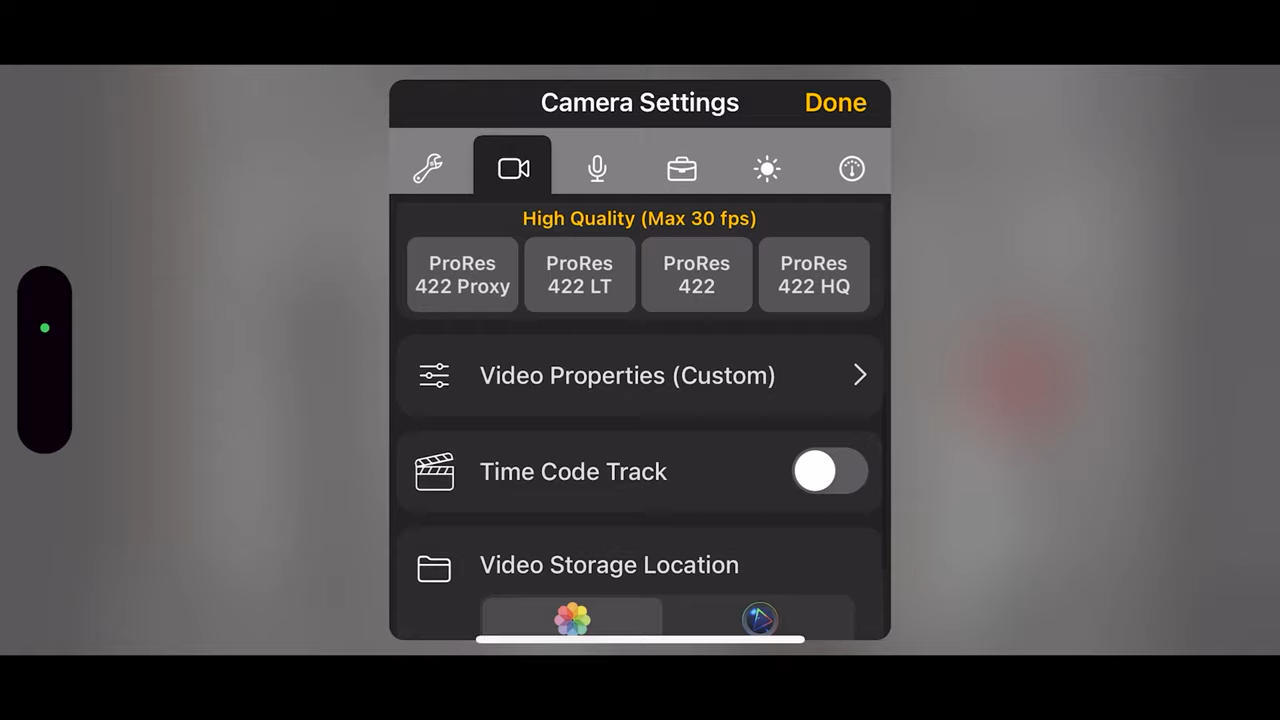 Camera Settings
Done
High Quality (Max 30 fps)
ProRes
422 Proxy
ProRes
422 LT
ProRes
422
ProRes
422 HQ
Video Properties (Custom)
Time Code Track
Video Storage Location